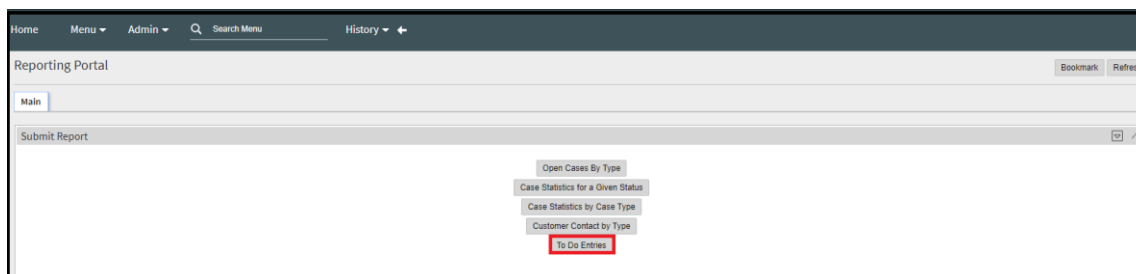 Home Menu Admin Search Menu History
Reporting Portal
Bookmark Refres
Main
Submit Report
Open Cases By Type
Case Statistics for a Given Status
Case Statistics by Case Type
Customer Contact by Type
To Do Entries